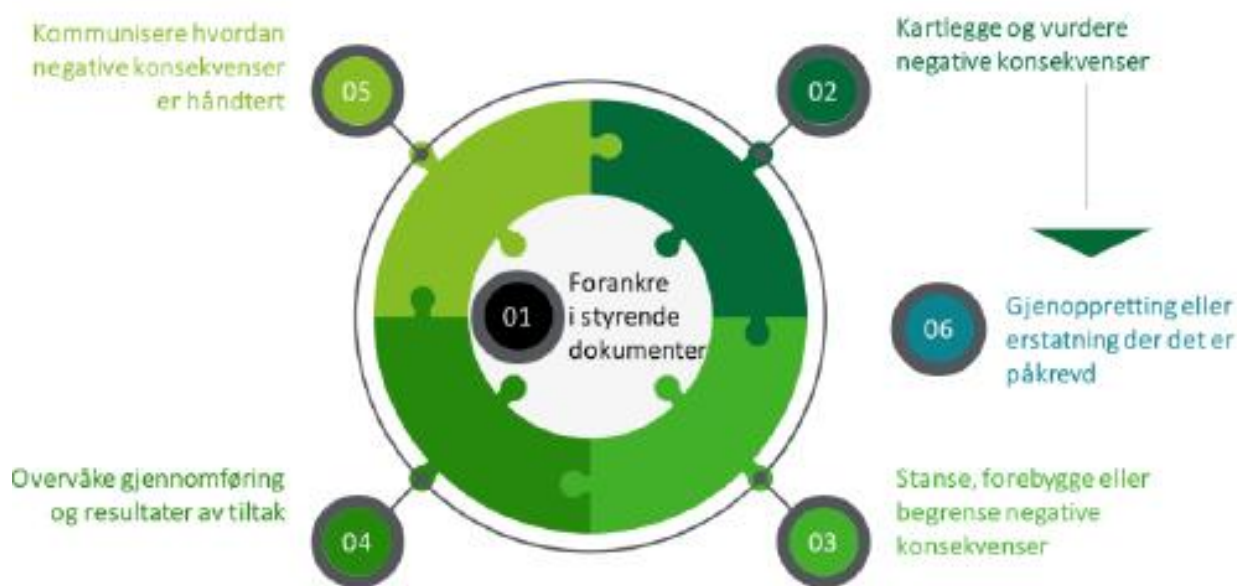 Kommunisere hvordan
negative konsekvenser
er håndtert
05
02
Kartlegge og vurdere
negative konsekvenser
01
Forankre
i styrende
dokumenter
06
Gjenoppretting eller
erstatning der det er
påkrevd
Overvåke gjennomføring
og resultater av tiltak
04
03
Stanse, forebygge eller
begrense negative
konsekvenser